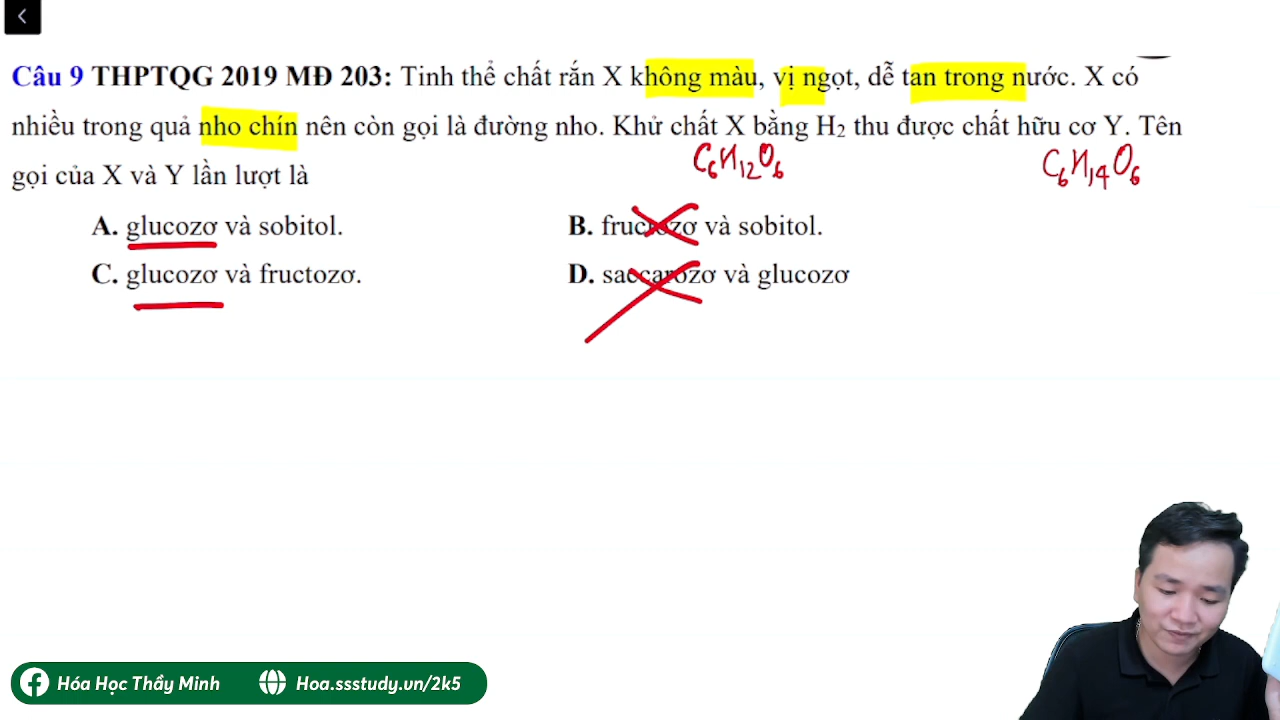 Câu 9 THPTQG 2019 MĐ 203: Tinh thể chất rắn X không màu, vị ngọt, dễ tan trong nước. X có
nhiều trong quả nho chín nên còn gọi là đường nho. Khử chất X bằng H2 thu được chất hữu cơ Y. Tên
C6H12O6
C6H14O6
gọi của X và Y lần lượt là
A. glucozơ và sobitol.
B. fructozơ và sobitol.
C. glucozơ và fructozơ.
D. saccarozơ và glucozơ
Hóa Học Thầy Minh
Hoa.ssstudy.vn/2k5